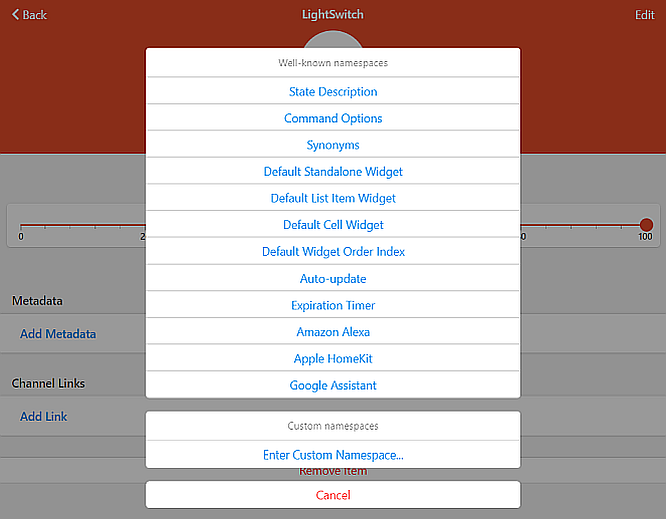 Back
LightSwitch
Edit
Well-known namespaces
State Description
Command Options
Synonyms
Default Standalone Widget
Default List Item Widget
Default Cell Widget
Default Widget Order Index
Auto-update
Expiration Timer
Amazon Alexa
Apple HomeKit
Google Assistant
0
100
Metadata
Add Metadata
Channel Links
Add Link
Custom namespaces
Enter Custom Namespace...
Remove Item
Cancel